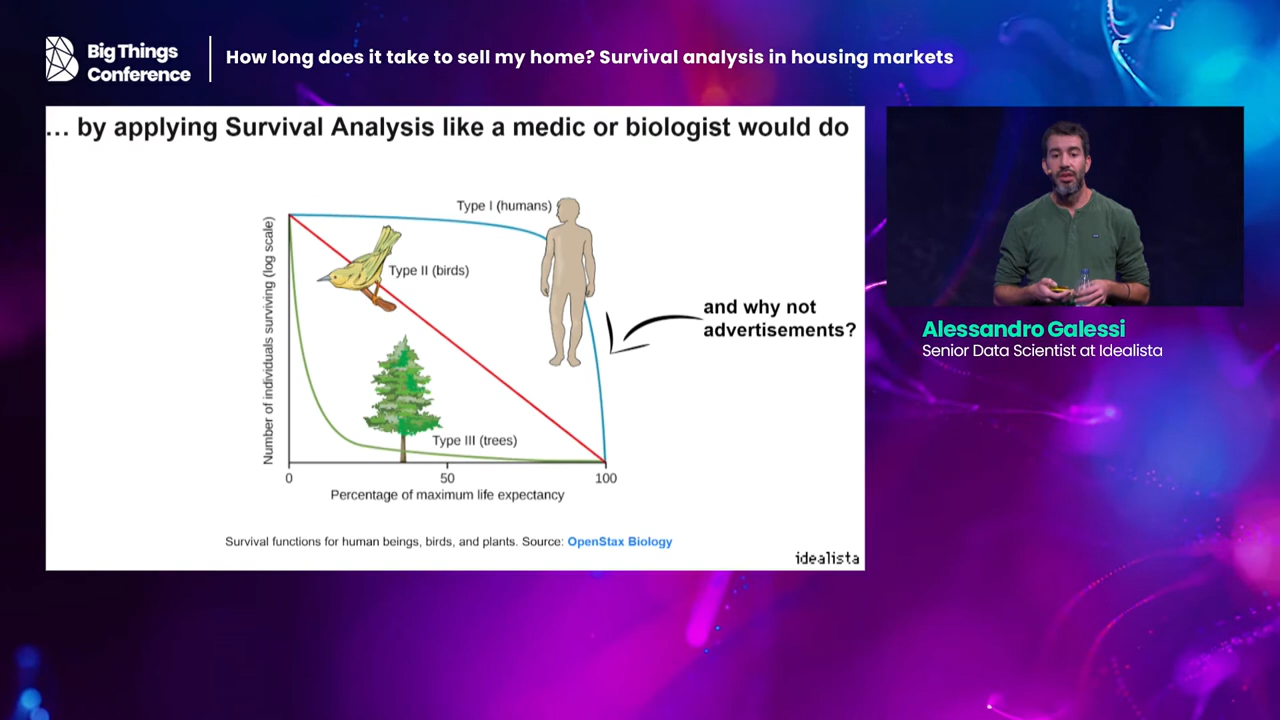 Big Things
Conference
How long does it take to sell my home? Survival analysis in housing markets
... by applying Survival Analysis like a medic or biologist would do
Number of individuals surviving (log scale)
Type I (humans)
Type II (birds)
Type III (trees)
and why not
advertisements?
0
50
100
Percentage of maximum life expectancy
Survival functions for human beings, birds, and plants. Source: OpenStax Biology
idealista
Alessandro Galessi
Senior Data Scientist at Idealista